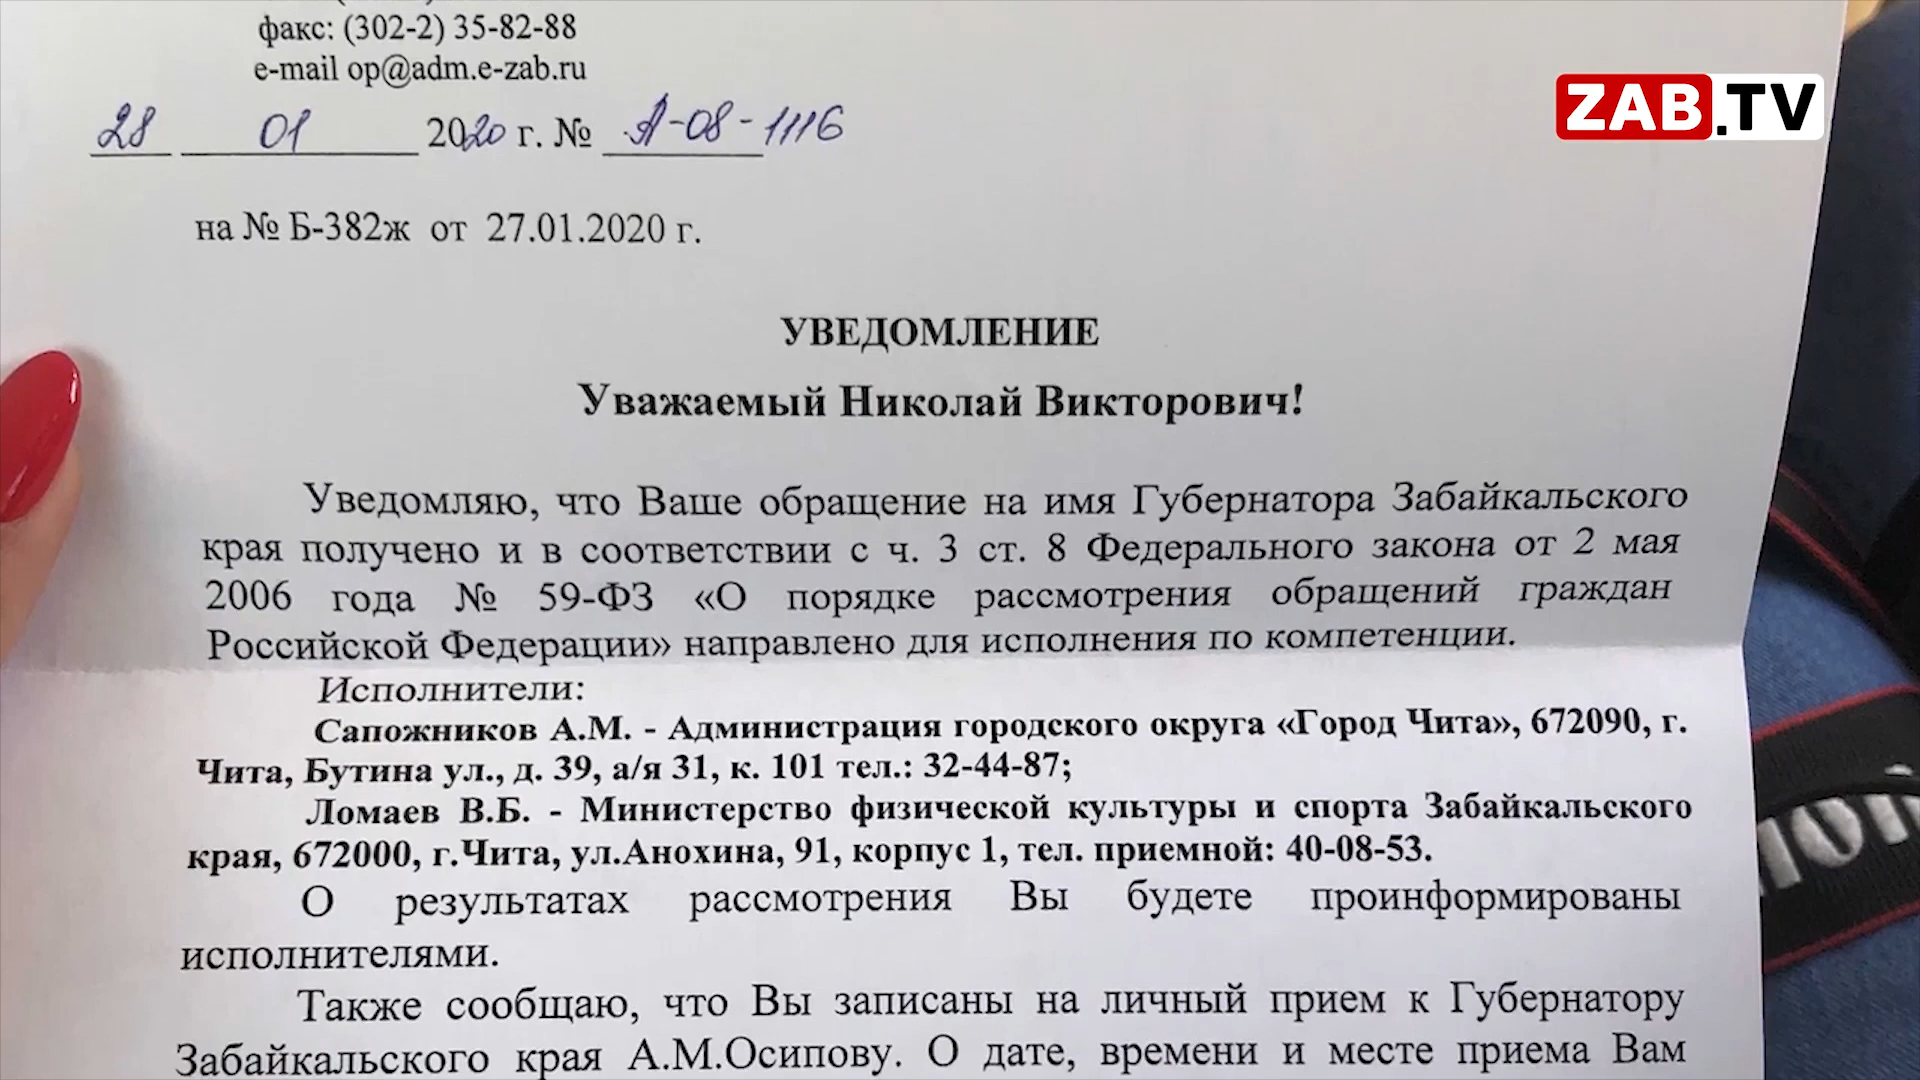 факс: (302-2) 35-82-88
e-mail op@adm.e-zab.ru
ZAB.TV
28 01 2020 г. № А-08-1116
на № Б-382ж от 27.01.2020 г.
УВЕДОМЛЕНИЕ
Уважаемый Николай Викторович!
Уведомляю, что Ваше обращение на имя Губернатора Забайкальского
края получено и в соответствии с ч. 3 ст. 8 Федерального закона от 2 мая
2006 года № 59-ФЗ «О порядке рассмотрения обращений граждан
Российской Федерации» направлено для исполнения по компетенции.
Исполнители:
Сапожников А.М. - Администрация городского округа «Город Чита», 672090, г.
Чита, Бутина ул., д. 39, а/я 31, к. 101 тел.: 32-44-87;
Ломаев В.Б. - Министерство физической культуры и спорта Забайкальского
края, 672000, г.Чита, ул.Анохина, 91, корпус 1, тел. приемной: 40-08-53.
О результатах рассмотрения Вы будете проинформированы
исполнителями.
Также сообщаю, что Вы записаны на личный прием к Губернатору
Забайкальского края А.М.Осипову. О дате, времени и месте приема Вам